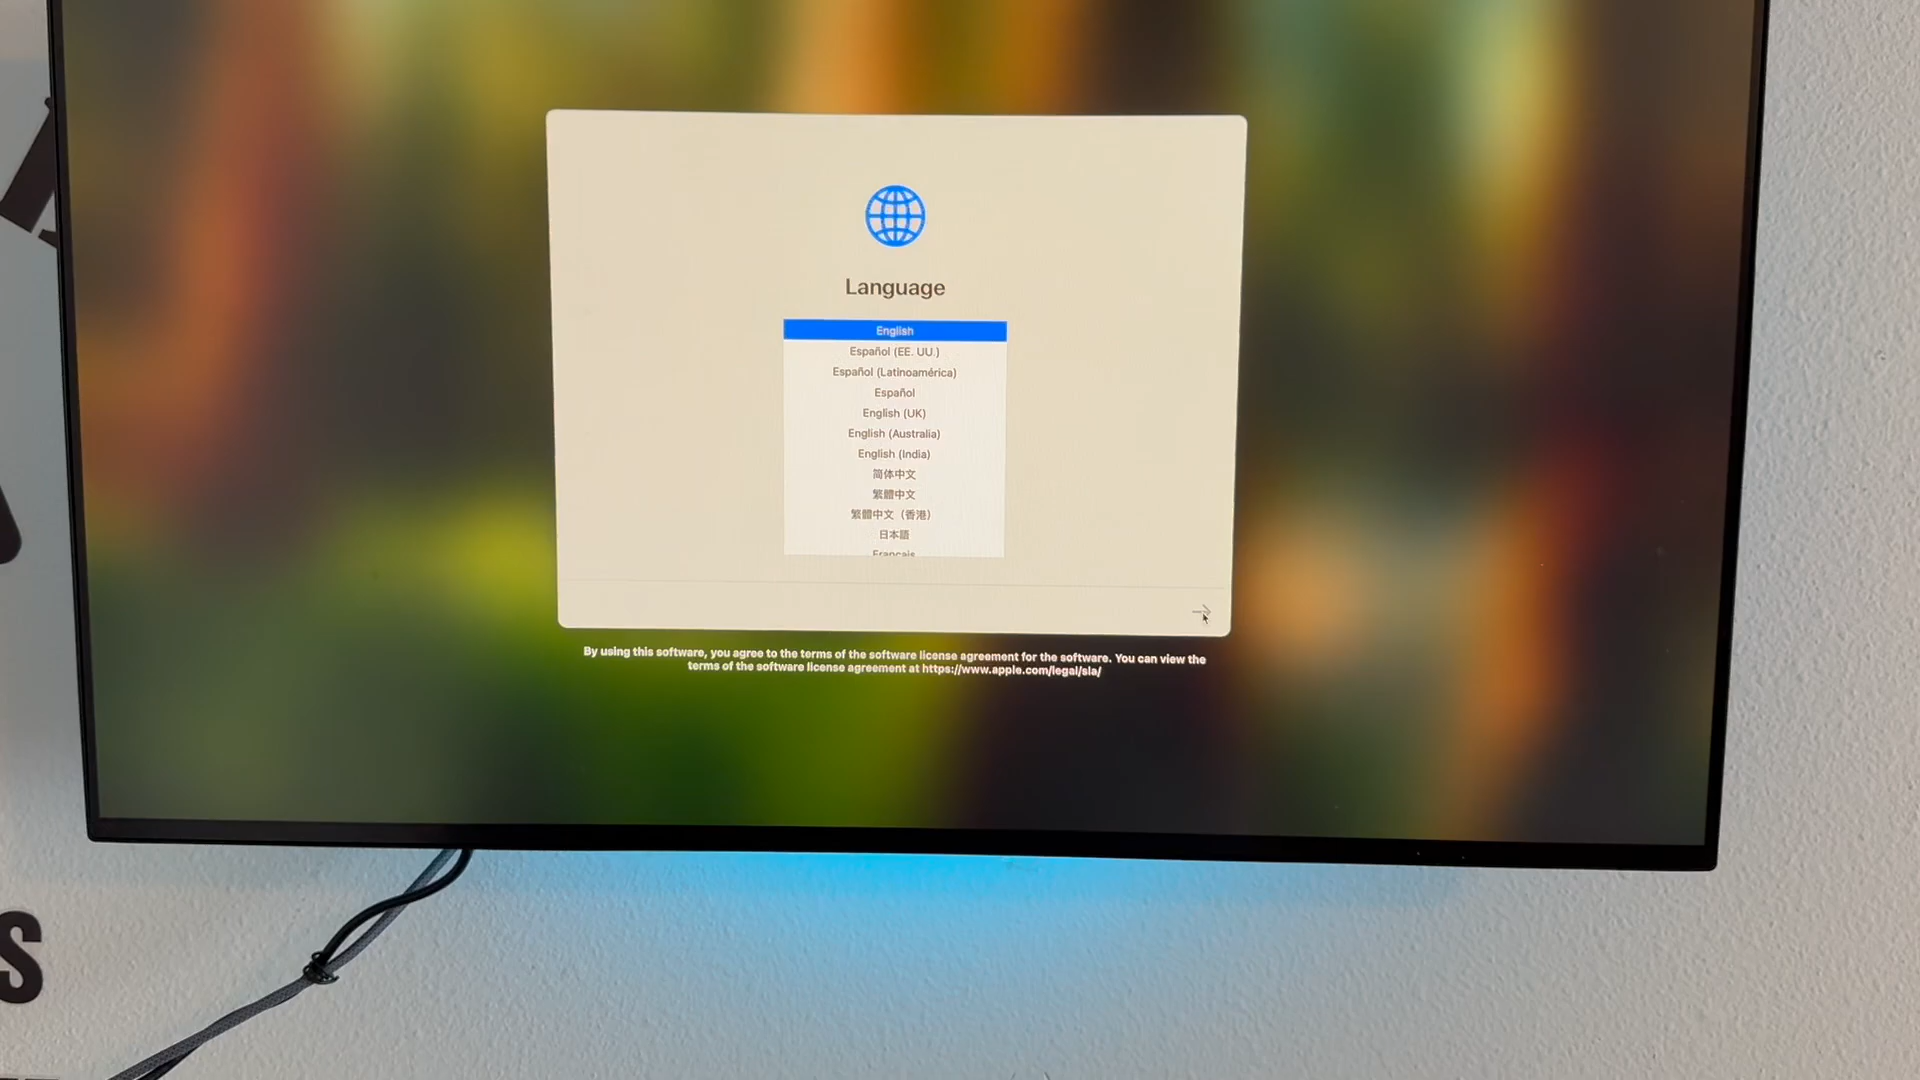 Language
English
Español (EE. UU.)
Español (Latinoamérica)
Español
English (UK)
English (Australia)
English (India)
简体中文
繁體中文
繁體中文（香港）
日本語
Français
By using this software, you agree to the terms of the software license agreement for the software. You can view the
terms of the software license agreement at https://www.apple.com/legal/sla/
S